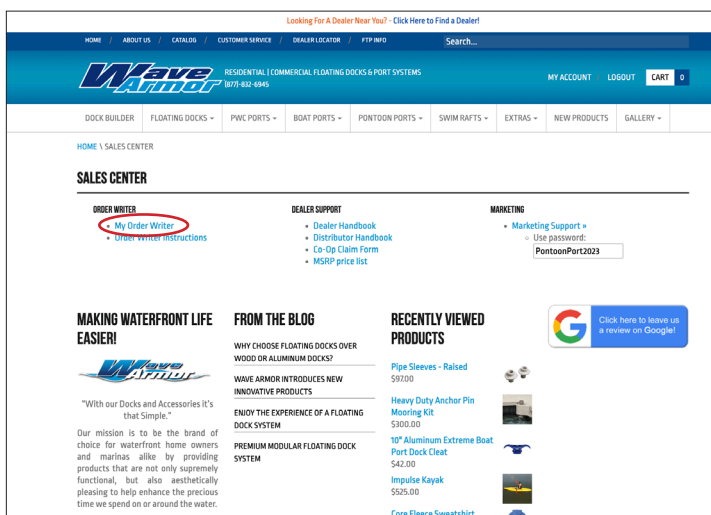 Looking For A Dealer Near You? - Click Here to Find a Dealer!
HOME / ABOUT US / CATALOG / CUSTOMER SERVICE / DEALER LOCATOR / FTP INFO
Search...
Wave Armor
RESIDENTIAL | COMMERCIAL FLOATING DOCKS & PORT SYSTEMS
(877)-832-6945
MY ACCOUNT / LOGOUT CART 0
DOCK BUILDER FLOATING DOCKS PWC PORTS BOAT PORTS PONTOON PORTS SWIM RAFTS EXTRAS NEW PRODUCTS GALLERY
HOME \ SALES CENTER
SALES CENTER
ORDER WRITER
My Order Writer
Order Writer Instructions
DEALER SUPPORT
Dealer Handbook
Distributor Handbook
Co-Op Claim Form
MSRP price list
MARKETING
Marketing Support »
Use password:
PontoonPort2023
MAKING WATERFRONT LIFE
EASIER!
Wave Armor
"With our Docks and Accessories it's
that Simple."
Our mission is to be the brand of
choice for waterfront home owners
and marinas alike by providing
products that are not only supremely
functional, but also aesthetically
pleasing to help enhance the precious
time we spend on or around the water.
FROM THE BLOG
WHY CHOOSE FLOATING DOCKS OVER
WOOD OR ALUMINUM DOCKS?
WAVE ARMOR INTRODUCES NEW
INNOVATIVE PRODUCTS
ENJOY THE EXPERIENCE OF A FLOATING
DOCK SYSTEM
PREMIUM MODULAR FLOATING DOCK
SYSTEM
RECENTLY VIEWED
PRODUCTS
Pipe Sleeves - Raised
$97.00
Heavy Duty Anchor Pin
Mooring Kit
$300.00
10" Aluminum Extreme Boat
Port Dock Cleat
$42.00
Impulse Kayak
$525.00
Core Fleece Sweatshirt
G
Click here to leave us
a review on Google!